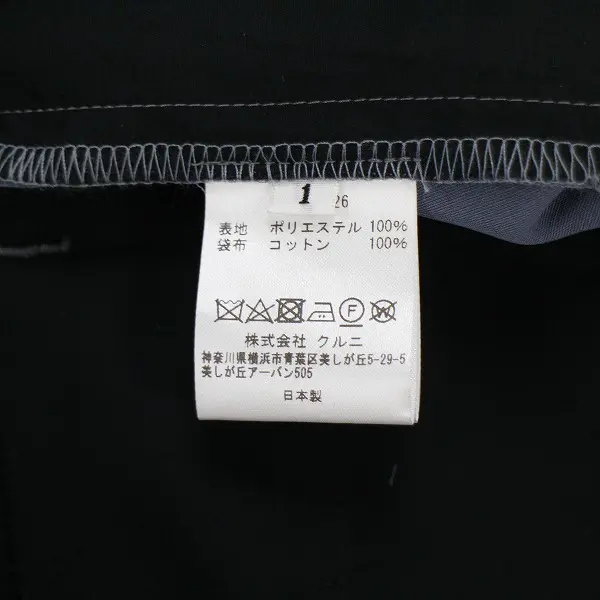 1 26
表地 ポリエステル 100%
袋布 コットン 100%
株式会社 クルニ
神奈川県横浜市青葉区美しが丘5-29-5
美しが丘アーバン505
日本製